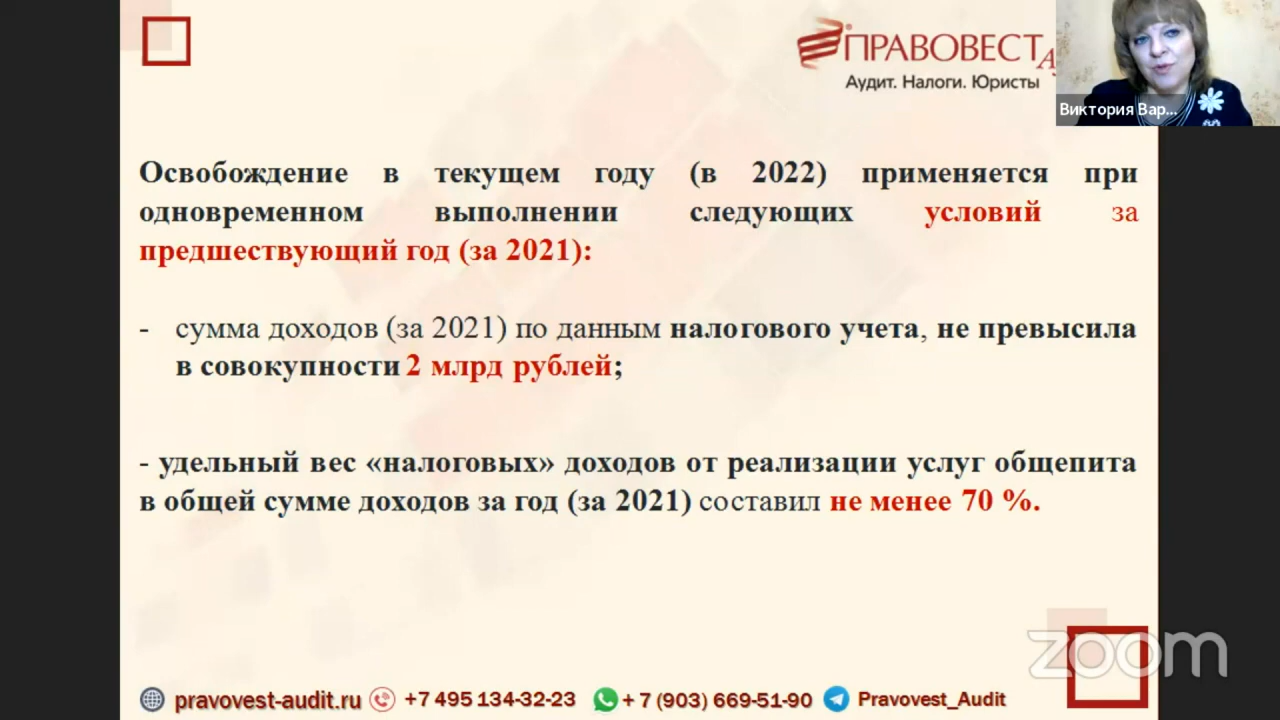 ПРАВОВЕСТ
Аудит. Налоги. Юристы
Виктория Вар...
Освобождение в текущем году (в 2022) применяется при
одновременном выполнении следующих условий за
предшествующий год (за 2021):
- сумма доходов (за 2021) по данным налогового учета, не превысила
в совокупности 2 млрд рублей;
- удельный вес «налоговых» доходов от реализации услуг общепита
в общей сумме доходов за год (за 2021) составил не менее 70 %.
zoom
pravovest-audit.ru +7 495 134-32-23 + 7 (903) 669-51-90 Pravovest_Audit